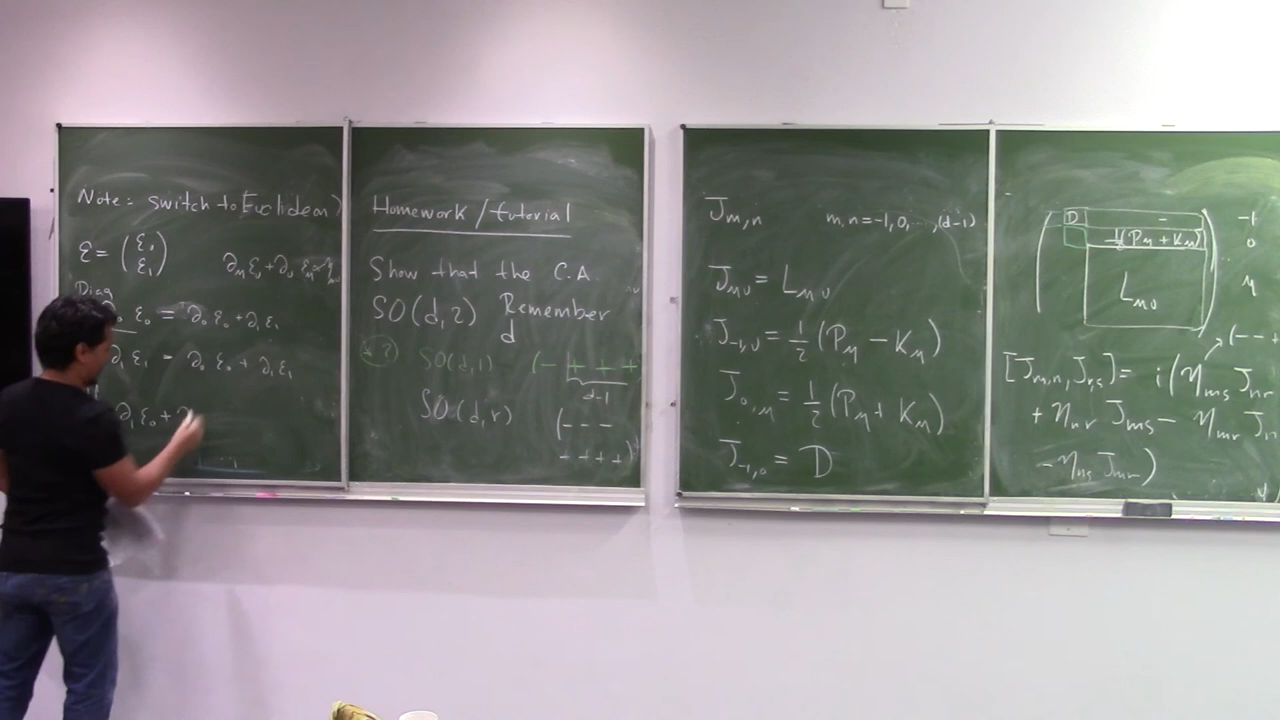 Note: switch to Euclidean)
ε = (ε₀ ε₁)
∂_μ ε_ν + ∂_ν
Diag
ε₀ = ∂₀ ε₀ + ∂₁ ε₁
∂₁ ε₁ = ∂₀ ε₀ + ∂₁ ε₁
∂₁ ε₀ +
Homework/tutorial
Show that the C.A.
SO(d,2) Remember
d
SO(d,1) (- + + +
d-1
SO(d,r) (- - -
+ + + +)
J_{m,n} m,n = -1,0,...,(d-1)
J_{μν} = L_{μν}
J_{-1,μ} = ½ (P_μ - K_μ)
J_{0,μ} = ½ (P_μ + K_μ)
J_{-1,0} = D
D - -1
½(P_μ + K_μ) 0
L_{μν} μ
(- - +
[J_{m,n}, J_{r,s}] = i(η_{ms} J_{nr}
+ η_{nr} J_{ms} - η_{mr} J_{n
- η_{ns} J_{mr})